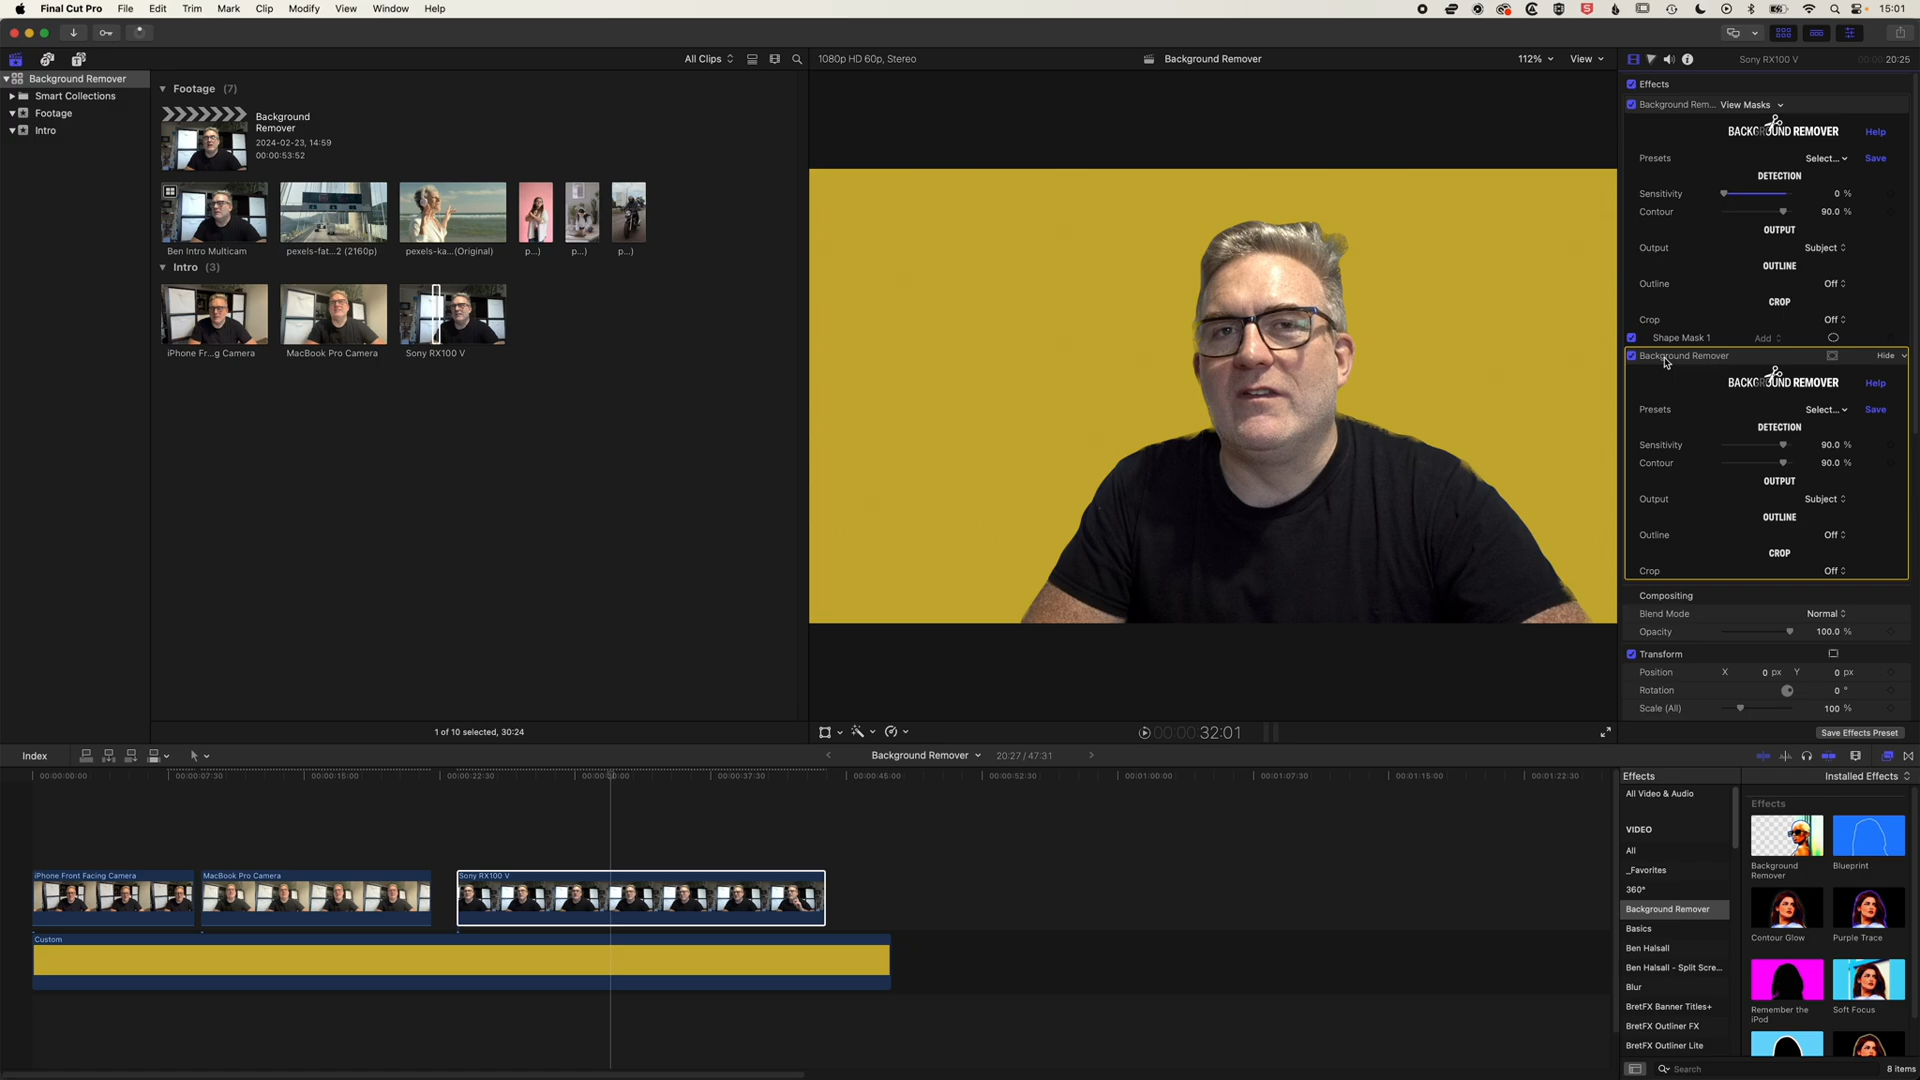 Final Cut Pro File Edit Trim Mark Clip Modify View Window Help 15:01
All Clips 1080p HD 60p, Stereo Background Remover 112% View Sony RX100 V 00:00:20:25
Background Remover
Smart Collections
Footage
Intro
Footage (7)
Background
Remover
2024-02-23, 14:59
00:00:53:52
Ben Intro Multicam pexels-fat...2 (2160p) pexels-ka...(Original) p...) p...) p...)
Intro (3)
iPhone Fr...g Camera MacBook Pro Camera Sony RX100 V
1 of 10 selected, 30:24
00:00:32:01
Effects
Background Rem... View Masks
BACKGROUND REMOVER Help
Presets Select... Save
DETECTION
Sensitivity 0 %
Contour 90.0 %
OUTPUT
Output Subject
OUTLINE
Outline Off
CROP
Crop Off
Shape Mask 1 Add
Background Remover Hide
BACKGROUND REMOVER Help
Presets Select... Save
DETECTION
Sensitivity 90.0 %
Contour 90.0 %
OUTPUT
Output Subject
OUTLINE
Outline Off
CROP
Crop Off
Compositing
Blend Mode Normal
Opacity 100.0 %
Transform
Position X 0 px Y 0 px
Rotation 0 °
Scale (All) 100 %
Save Effects Preset
Index Background Remover 20:27 / 47:31
00:00:00:00 00:00:07:30 00:00:15:00 00:00:22:30 00:00:30:00 00:00:37:30 00:00:45:00 00:00:52:30 00:01:00:00 00:01:07:30 00:01:15:00 00:01:22:30
iPhone Front Facing Camera MacBook Pro Camera Sony RX100 V
Custom
Effects Installed Effects
All Video & Audio
VIDEO
All
_Favorites
360°
Background Remover
Basics
Ben Halsall
Ben Halsall - Split Scre...
Blur
BretFX Banner Titles+
BretFX Outliner FX
BretFX Outliner Lite
Effects
Background
Remover
Blueprint
Contour Glow Purple Trace
Remember the
iPod
Soft Focus
Search 8 items